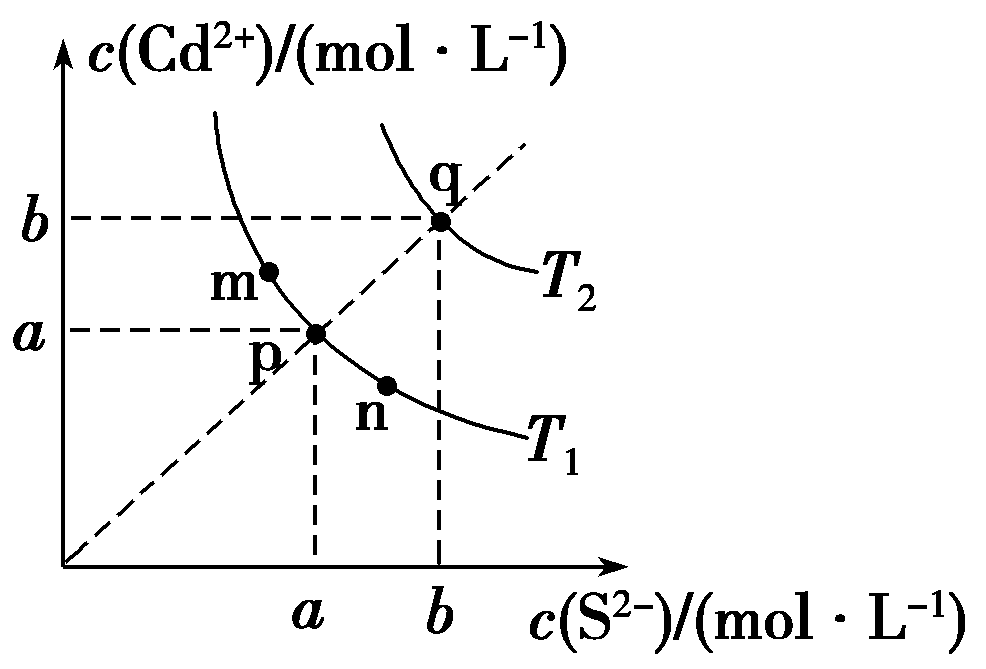 c(Cd²⁺)/(mol · L⁻¹)
q
b
m
T₂
a
p
n
T₁
a
b
c(S²⁻)/(mol · L⁻¹)